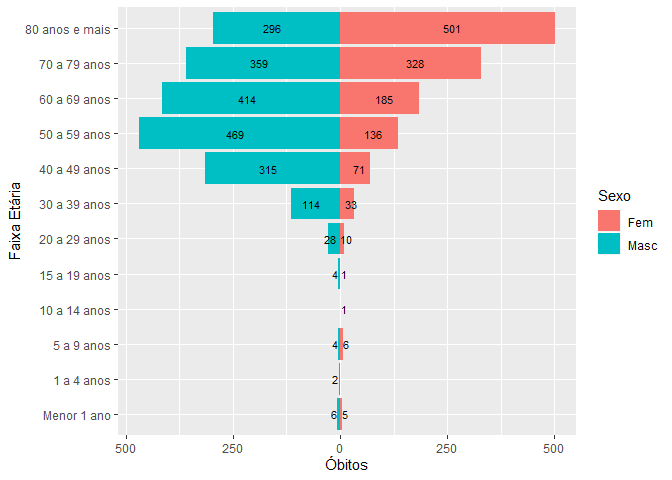 80 anos e mais 296 501
70 a 79 anos 359 328
60 a 69 anos 414 185
50 a 59 anos 469 136
40 a 49 anos 315 71
30 a 39 anos 114 33
20 a 29 anos 28 10
15 a 19 anos 4 1
10 a 14 anos 1
5 a 9 anos 4 6
1 a 4 anos 2
Menor 1 ano 6 5
500 250 0 250 500
Óbitos
Faixa Etária
Sexo
Fem
Masc